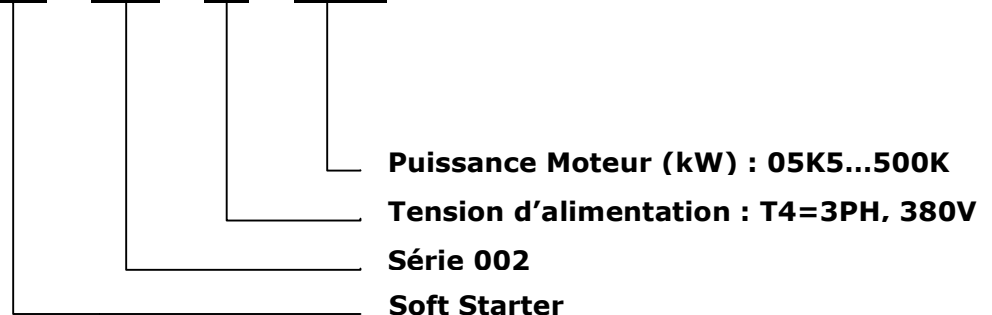 Puissance Moteur (kW) : 05K5...500K
Tension d’alimentation : T4=3PH, 380V
Série 002
Soft Starter